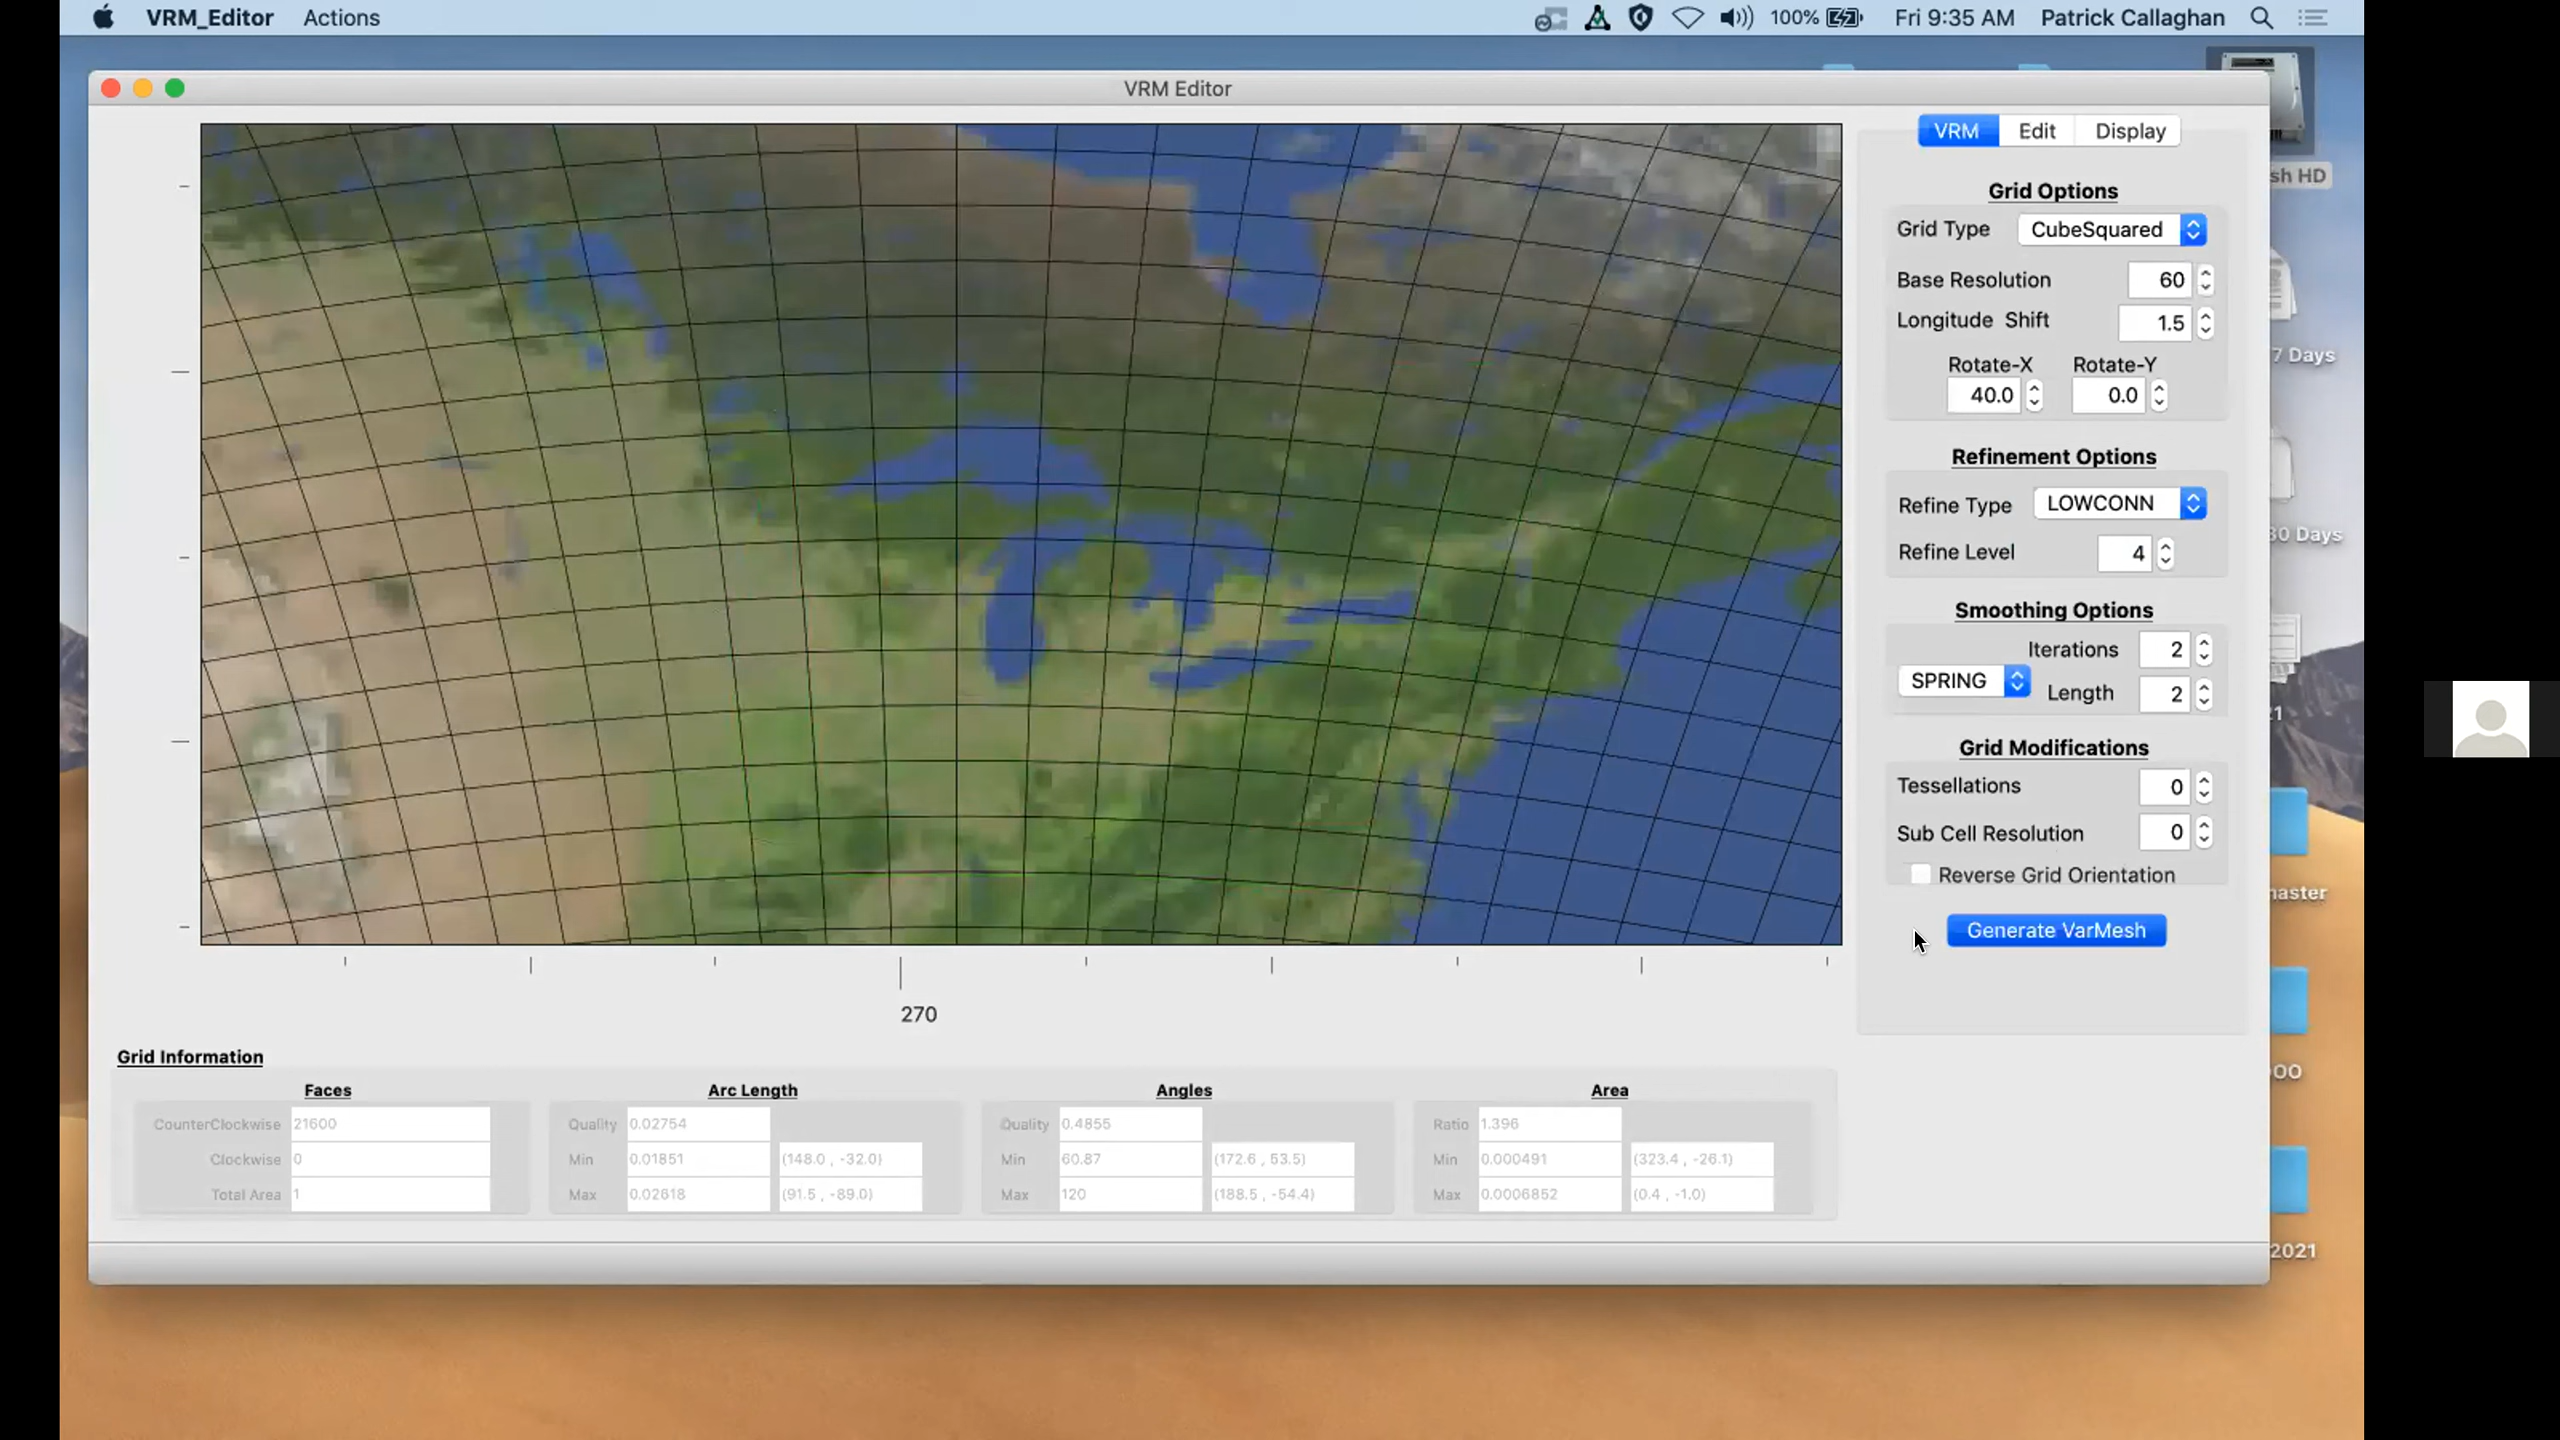 VRM_Editor Actions 100% Fri 9:35 AM Patrick Callaghan
VRM Editor
sh HD
7 Days
30 Days
21
master
00
2021
VRM Edit Display
Grid Options
Grid Type CubeSquared
Base Resolution 60
Longitude Shift 1.5
Rotate-X Rotate-Y
40.0 0.0
Refinement Options
Refine Type LOWCONN
Refine Level 4
Smoothing Options
Iterations 2
SPRING
Length 2
Grid Modifications
Tessellations 0
Sub Cell Resolution 0
Reverse Grid Orientation
Generate VarMesh
270
Grid Information
Faces
CounterClockwise 21600
Clockwise 0
Total Area 1
Arc Length
Quality 0.02754
Min 0.01851 (148.0 , -32.0)
Max 0.02618 (91.5 , -89.0)
Angles
Quality 0.4855
Min 60.87 (172.6 , 53.5)
Max 120 (188.5 , -54.4)
Area
Ratio 1.396
Min 0.000491 (323.4 , -26.1)
Max 0.0006852 (0.4 , -1.0)